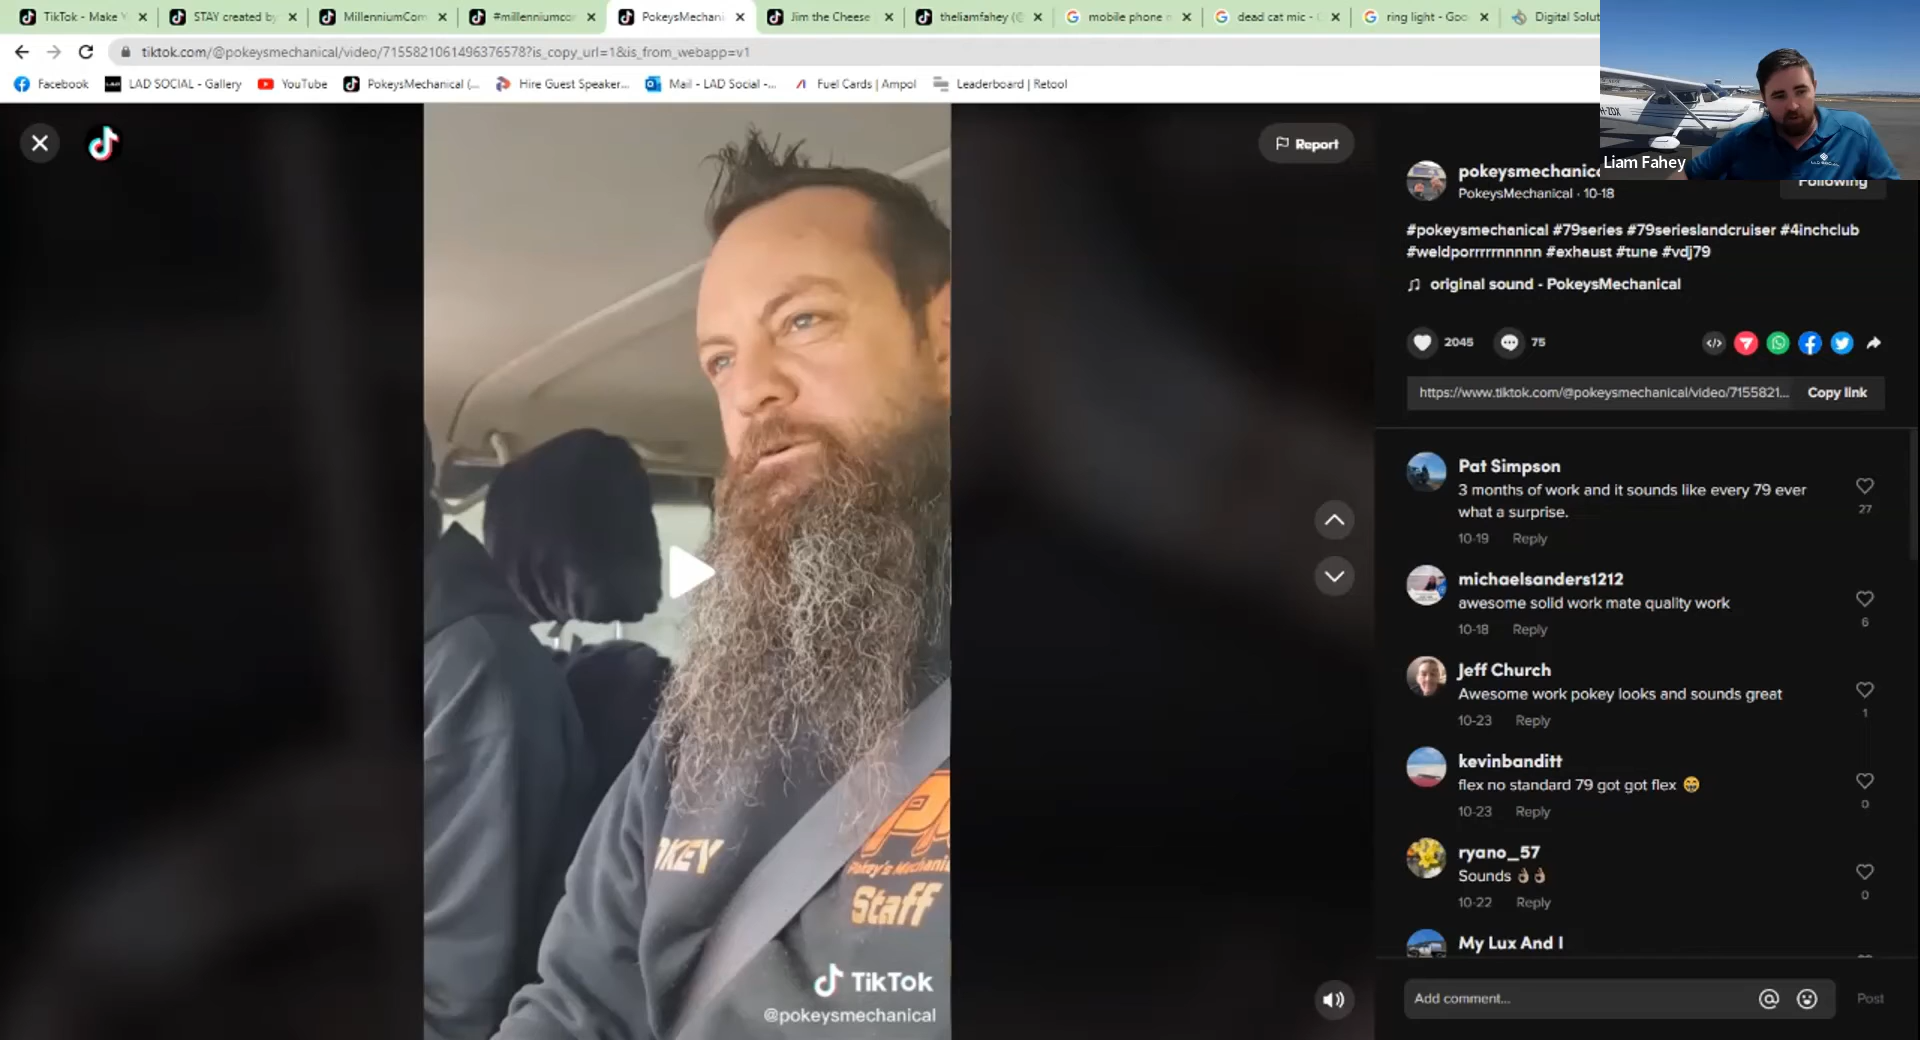 TikTok - Make Y
STAY created by
MillenniumCom
#millenniumcor
PokeysMechani
Jim the Cheese
theliamfahey (@
mobile phone
dead cat mic -
ring light - Goo
Digital Solut
tiktok.com/@pokeysmechanical/video/7155821061496376578?is_copy_url=1&is_from_webapp=v1
Facebook
LAD SOCIAL - Gallery
YouTube
PokeysMechanical (...
Hire Guest Speaker...
Mail - LAD Social -...
Fuel Cards | Ampol
Leaderboard | Retool
Liam Fahey
Report
pokeysmechanica
PokeysMechanical · 10-18
Following
#pokeysmechanical #79series #79serieslandcruiser #4inchclub
#weldporrrrrnnnnn #exhaust #tune #vdj79
original sound - PokeysMechanical
2045
75
https://www.tiktok.com/@pokeysmechanical/video/7155821...
Copy link
Pat Simpson
3 months of work and it sounds like every 79 ever
what a surprise.
10-19 Reply
27
michaelsanders1212
awesome solid work mate quality work
10-18 Reply
6
Jeff Church
Awesome work pokey looks and sounds great
10-23 Reply
1
kevinbanditt
flex no standard 79 got got flex 😁
10-23 Reply
0
ryano_57
Sounds 👌🏽👌🏽
10-22 Reply
0
My Lux And I
Add comment...
Post
OKEY
Pokey's Mechanic
Staff
TikTok
@pokeysmechanical